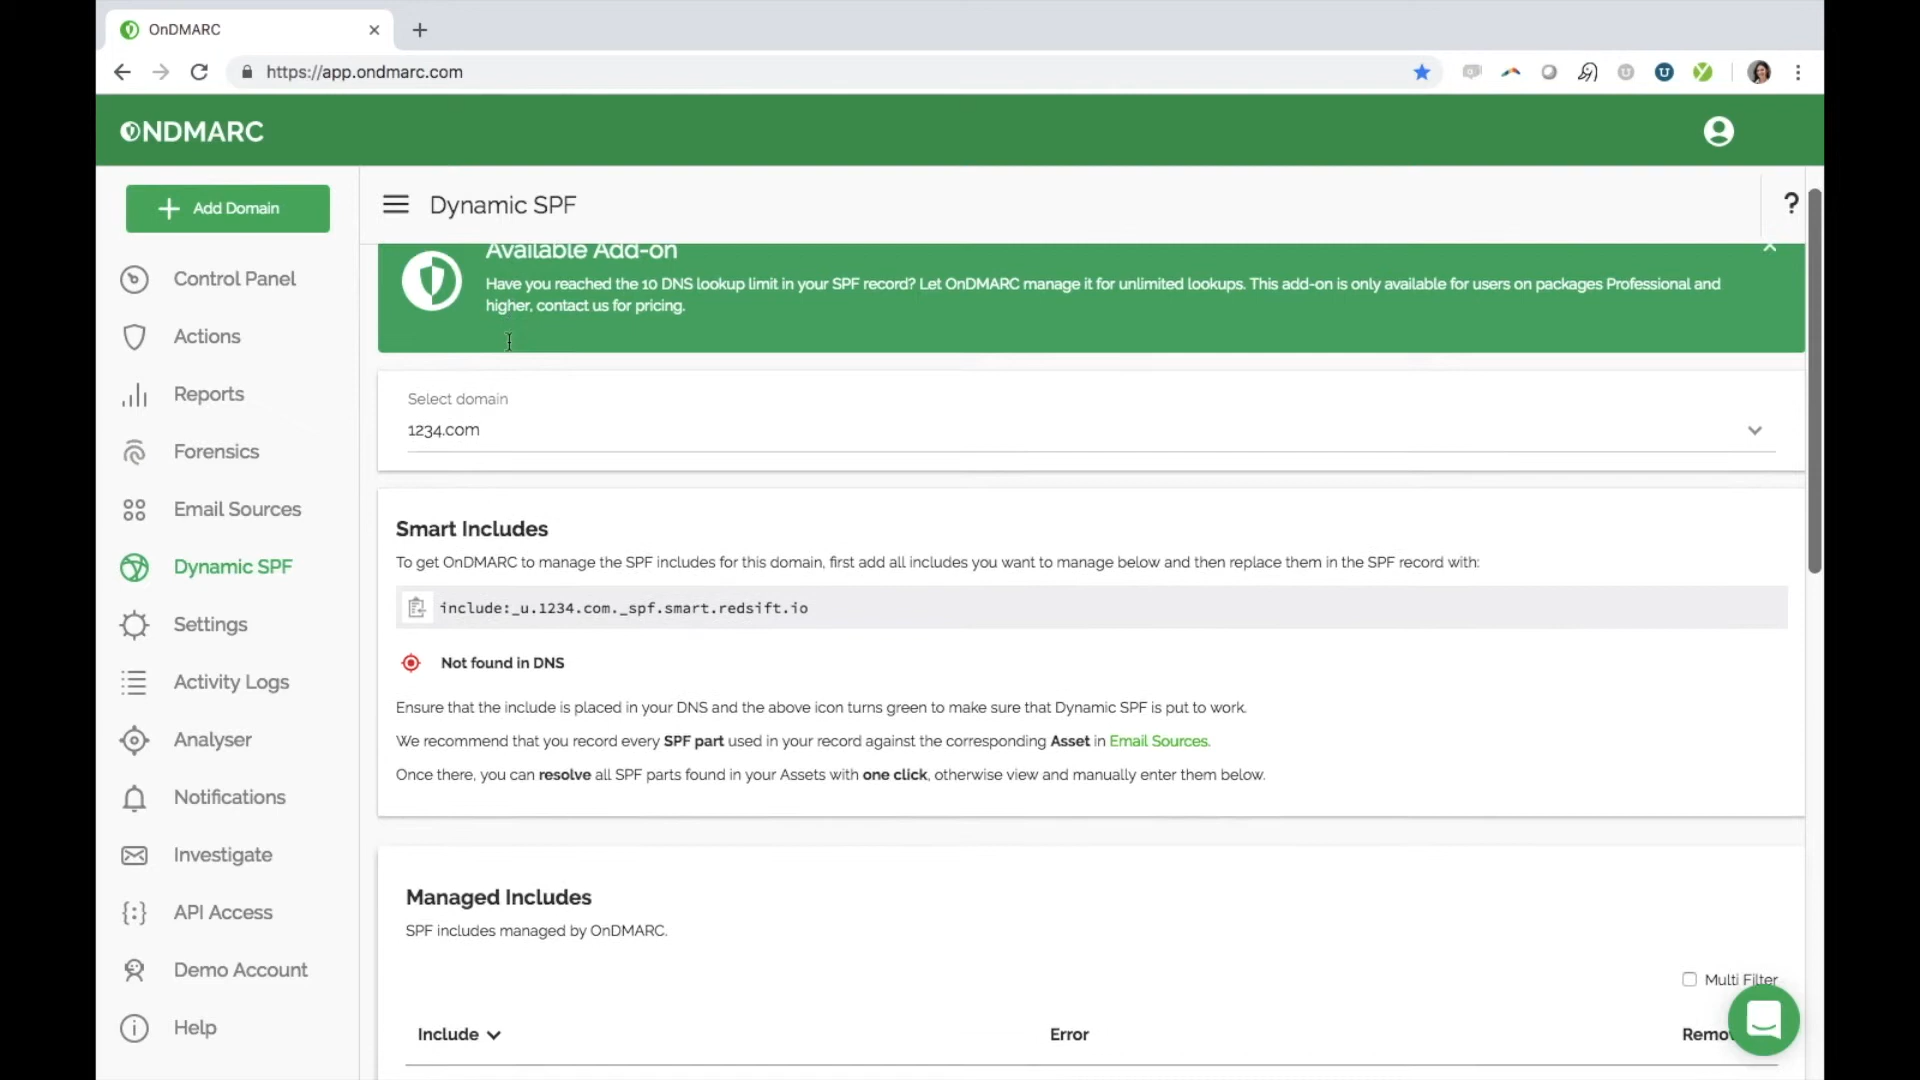 OnDMARC
https://app.ondmarc.com
ONDMARC
Add Domain
Dynamic SPF
?
Control Panel
Actions
Reports
Forensics
Email Sources
Dynamic SPF
Settings
Activity Logs
Analyser
Notifications
Investigate
API Access
Demo Account
Help
Available Add-on
Have you reached the 10 DNS lookup limit in your SPF record? Let OnDMARC manage it for unlimited lookups. This add-on is only available for users on packages Professional and
higher, contact us for pricing.
Select domain
1234.com
Smart Includes
To get OnDMARC to manage the SPF includes for this domain, first add all includes you want to manage below and then replace them in the SPF record with:
include:_u.1234.com._spf.smart.redsift.io
Not found in DNS
Ensure that the include is placed in your DNS and the above icon turns green to make sure that Dynamic SPF is put to work.
We recommend that you record every SPF part used in your record against the corresponding Asset in Email Sources.
Once there, you can resolve all SPF parts found in your Assets with one click, otherwise view and manually enter them below.
Managed Includes
SPF includes managed by OnDMARC.
Multi Filter
Include Error